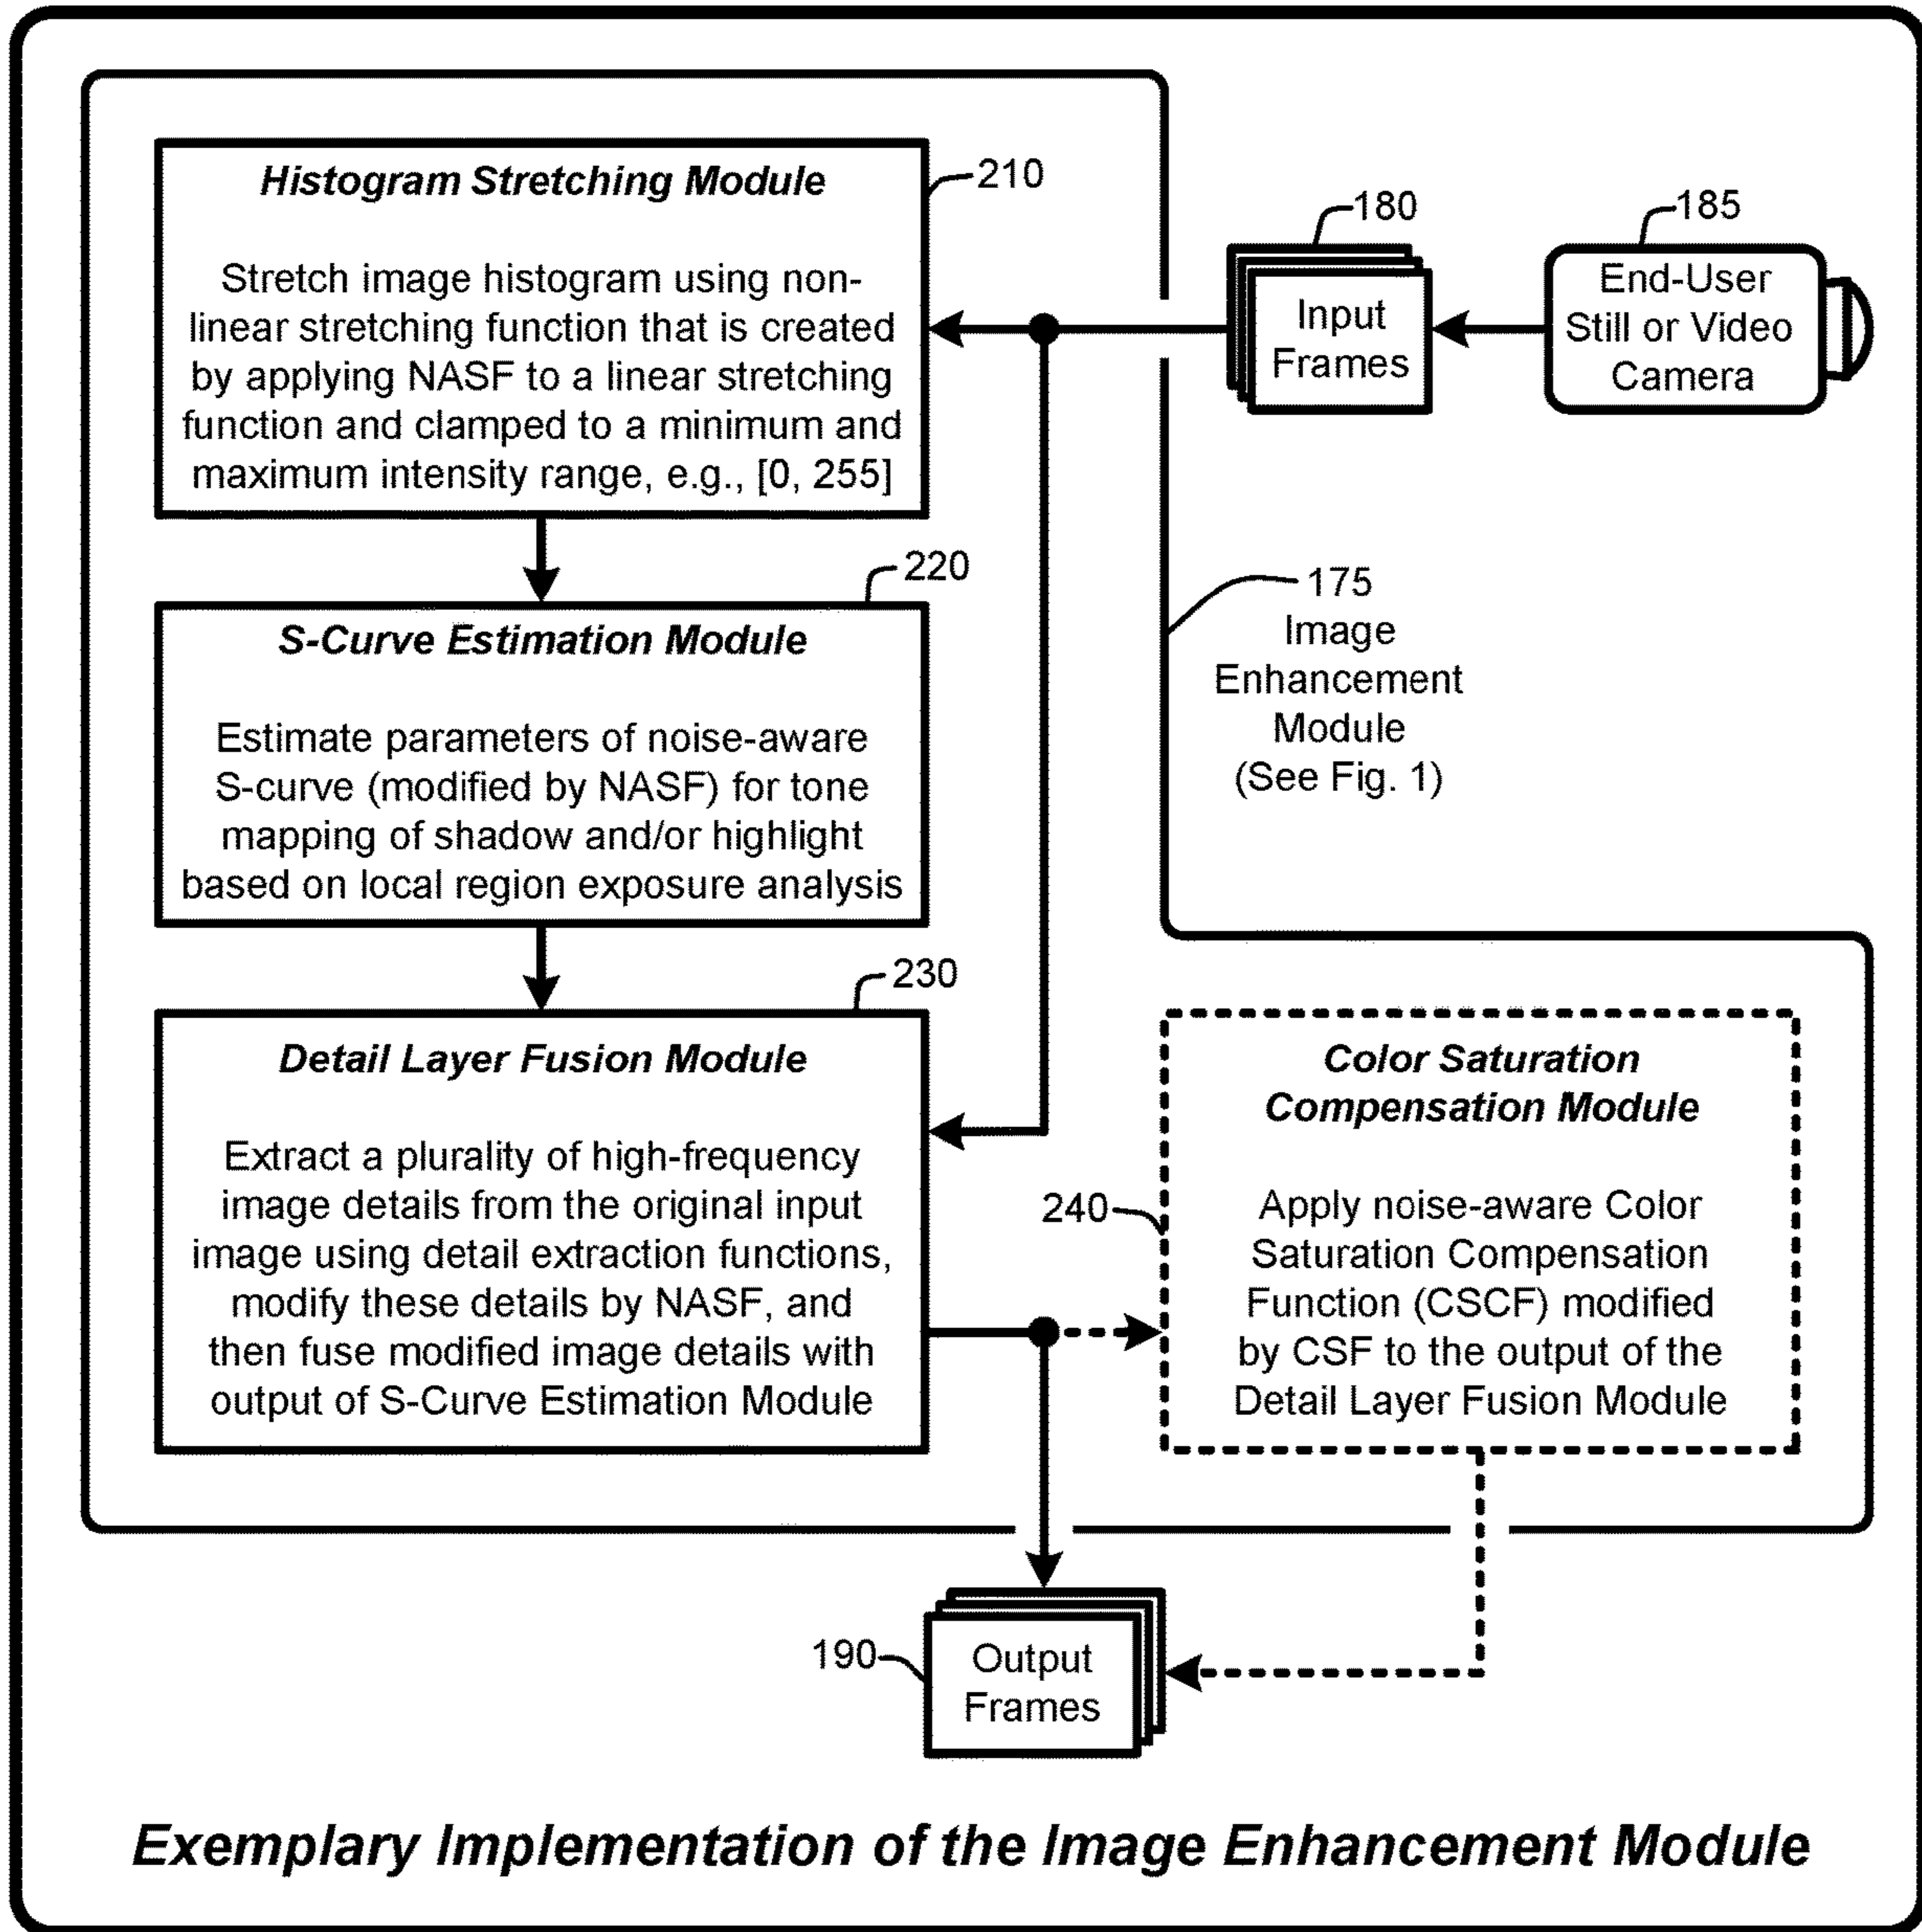 Histogram Stretching Module
210
Stretch image histogram using non-
linear stretching function that is created
by applying NASF to a linear stretching
function and clamped to a minimum and
maximum intensity range, e.g., [0, 255]
180
Input
Frames
185
End-User
Still or Video
Camera
220
S-Curve Estimation Module
Estimate parameters of noise-aware
S-curve (modified by NASF) for tone
mapping of shadow and/or highlight
based on local region exposure analysis
175
Image
Enhancement
Module
(See Fig. 1)
230
Detail Layer Fusion Module
Extract a plurality of high-frequency
image details from the original input
image using detail extraction functions,
modify these details by NASF, and
then fuse modified image details with
output of S-Curve Estimation Module
240
Color Saturation
Compensation Module
Apply noise-aware Color
Saturation Compensation
Function (CSCF) modified
by CSF to the output of the
Detail Layer Fusion Module
190
Output
Frames
Exemplary Implementation of the Image Enhancement Module